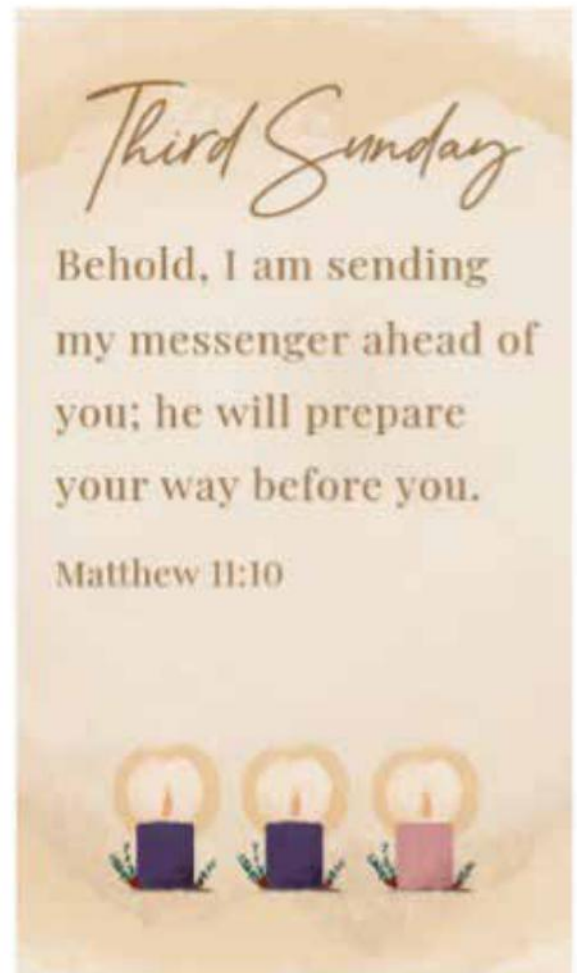 Third Sunday
Behold, I am sending
my messenger ahead of
you; he will prepare
your way before you.
Matthew 11:10